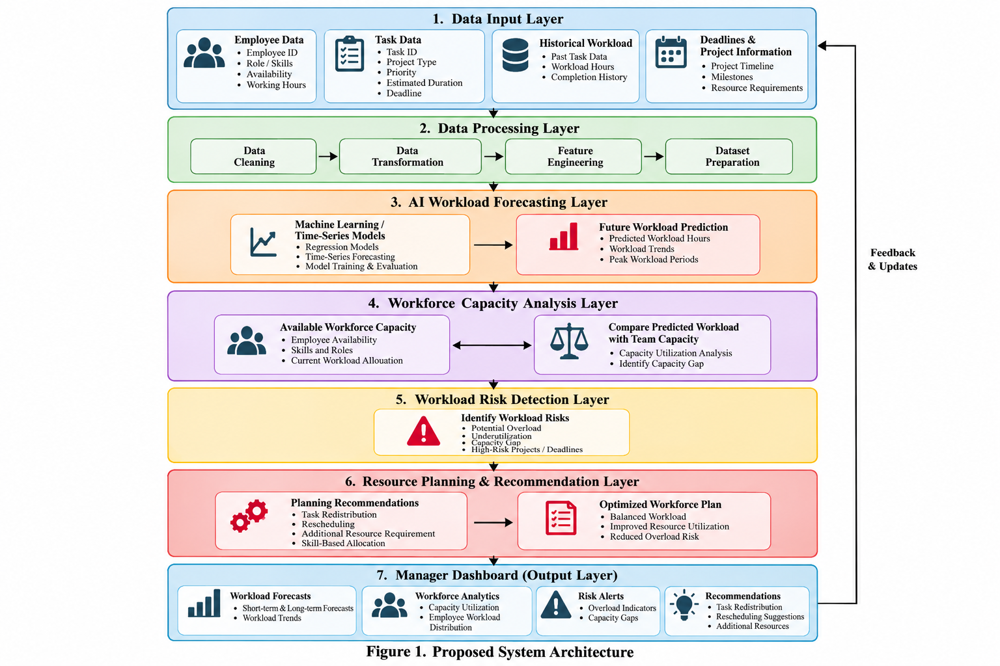 1. Data Input Layer
Employee Data
• Employee ID
• Role / Skills
• Availability
• Working Hours
Task Data
• Task ID
• Project Type
• Priority
• Estimated Duration
• Deadline
Historical Workload
• Past Task Data
• Workload Hours
• Completion History
Deadlines &
Project Information
• Project Timeline
• Milestones
• Resource Requirements
2. Data Processing Layer
Data
Cleaning
Data
Transformation
Feature
Engineering
Dataset
Preparation
3. AI Workload Forecasting Layer
Machine Learning /
Time-Series Models
• Regression Models
• Time-Series Forecasting
• Model Training & Evaluation
Future Workload Prediction
• Predicted Workload Hours
• Workload Trends
• Peak Workload Periods
Feedback
& Updates
4. Workforce Capacity Analysis Layer
Available Workforce Capacity
• Employee Availability
• Skills and Roles
• Current Workload Allouation
Compare Predicted Workload
with Team Capacity
• Capacity Utilization Analysis
• Identify Capacity Gap
5. Workload Risk Detection Layer
Identify Workload Risks
• Potential Overload
• Underutilization
• Capacity Gap
• High-Risk Projects / Deadlines
6. Resource Planning & Recommendation Layer
Planning Recommendations
• Task Redistribution
• Rescheduling
• Additional Resource Requirement
• Skill-Based Allocation
Optimized Workforce Plan
• Balanced Workload
• Improved Resource Utilization
• Reduced Overload Risk
7. Manager Dashboard (Output Layer)
Workload Forecasts
• Short-term & Long-term Forecasts
• Workload Trends
Workforce Analytics
• Capacity Utilization
• Employee Workload
Distribution
Risk Alerts
• Overload Indicators
• Capacity Gaps
Recommendations
• Task Redistribution
• Rescheduling Suggestions
• Additional Resources
Figure 1. Proposed System Architecture